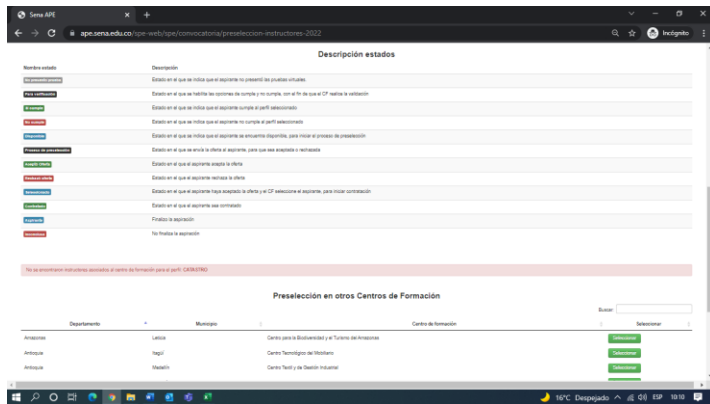 Sena APE
ape.sena.edu.co/spe-web/spe/convocatoria/preseleccion-instructores-2022
Incógnito
Descripción estados
Nombre estado Descripción
No presentó prueba Estado en el que se indica que el aspirante no presentó las pruebas virtuales
Para verificación Estado en el que se habilita las opciones de cumple y no cumple, con el fin de que el CF realice la validación
Si cumple Estado en el que se indica que el aspirante cumple al perfil seleccionado
No cumple Estado en el que se indica que el aspirante no cumple al perfil seleccionado
Disponible Estado en el que se indica que el aspirante se encuentra disponible, para iniciar el proceso de preselección
Proceso de preselección Estado en el que se envía la oferta al aspirante, para que sea aceptada o rechazada
Aceptó oferta Estado en el que el aspirante acepta la oferta
Rechazó oferta Estado en el que el aspirante rechaza la oferta
Seleccionado Estado en el que el aspirante haya aceptado la oferta y el CF seleccione el aspirante, para iniciar contratación
Contratado Estado en el que el aspirante sea contratado
Aspirante Finalizo la aspiración
No finaliza la aspiración
No se encontraron instructores asociados al centro de formación para el perfil: CATASTRO
Preselección en otros Centros de Formación
Buscar:
Departamento Municipio Centro de formación Seleccionar
Amazonas Leticia Centro para la Biodiversidad y el Turismo del Amazonas Seleccionar
Antioquia Itagüí Centro Tecnológico del Mobiliario Seleccionar
Antioquia Medellín Centro Textil y de Gestión Industrial Seleccionar
16°C Despejado ESP 10:10